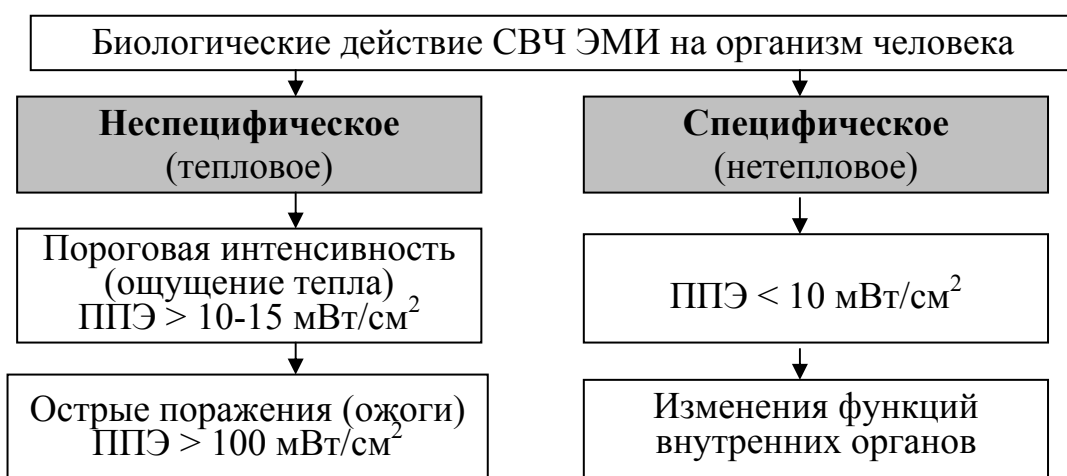 Биологические действие СВЧ ЭМИ на организм человека
Неспецифическое
(тепловое)
Специфическое
(нетепловое)
Пороговая интенсивность
(ощущение тепла)
ППЭ > 10-15 мВт/см²
ППЭ < 10 мВт/см²
Острые поражения (ожоги)
ППЭ > 100 мВт/см²
Изменения функций
внутренних органов